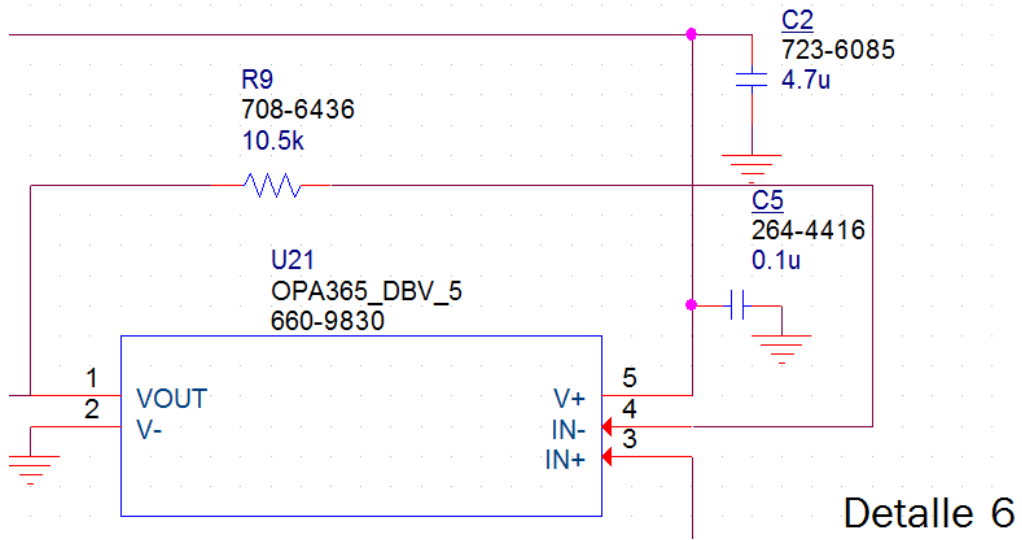 C2
723-6085
4.7u
R9
708-6436
10.5k
C5
264-4416
0.1u
U21
OPA365_DBV_5
660-9830
1
VOUT
2
V-
V+
5
IN-
4
IN+
3
Detalle 6